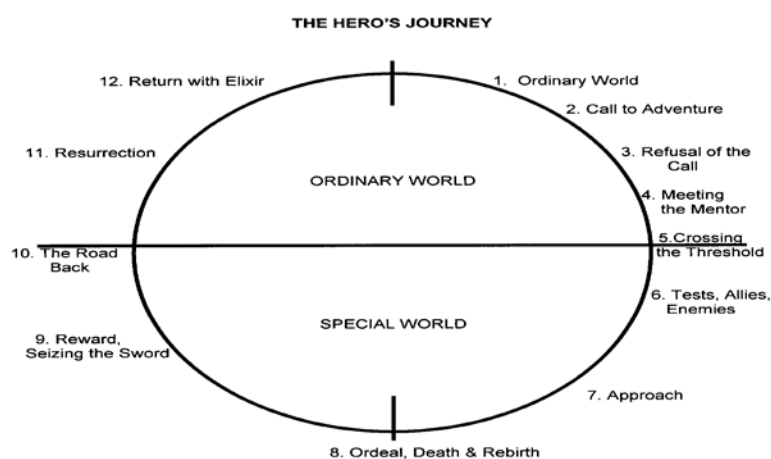 THE HERO'S JOURNEY
12. Return with Elixir
1. Ordinary World
2. Call to Adventure
11. Resurrection
3. Refusal of the
Call
ORDINARY WORLD
4. Meeting
the Mentor
10. The Road
Back
5.Crossing
the Threshold
6. Tests, Allies,
Enemies
SPECIAL WORLD
9. Reward,
Seizing the Sword
7. Approach
8. Ordeal, Death & Rebirth